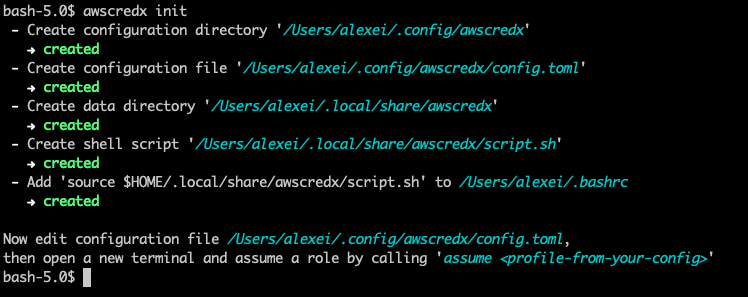 bash-5.0$ awscredx init
- Create configuration directory '/Users/alexei/.config/awscredx'
➜ created
- Create configuration file '/Users/alexei/.config/awscredx/config.toml'
➜ created
- Create data directory '/Users/alexei/.local/share/awscredx'
➜ created
- Create shell script '/Users/alexei/.local/share/awscredx/script.sh'
➜ created
- Add 'source $HOME/.local/share/awscredx/script.sh' to /Users/alexei/.bashrc
➜ created
Now edit configuration file /Users/alexei/.config/awscredx/config.toml,
then open a new terminal and assume a role by calling 'assume <profile-from-your-config>'
bash-5.0$